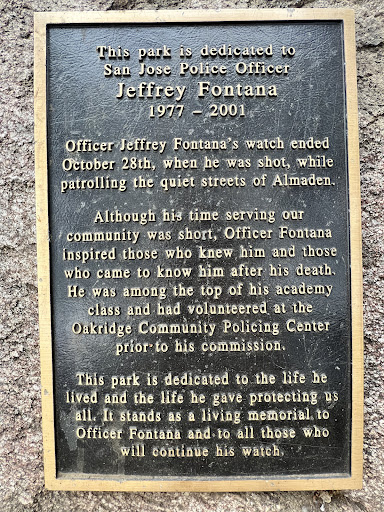 This park is dedicated to
San Jose Police Officer
Jeffrey Fontana
1977 – 2001
Officer Jeffrey Fontana's watch ended
October 28th, when he was shot, while
patrolling the quiet streets of Almaden.
Although his time serving our
community was short, Officer Fontana
inspired those who knew him and those
who came to know him after his death.
He was among the top of his academy
class and had volunteered at the
Oakridge Community Policing Center
prior to his commission.
This park is dedicated to the life he
lived and the life he gave protecting us
all. It stands as a living memorial to
Officer Fontana and to all those who
will continue his watch.